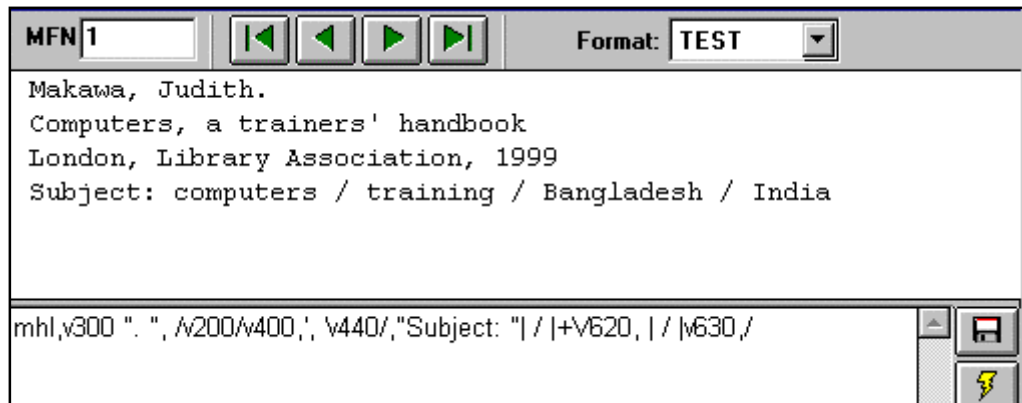 MFN 1 Format: TEST
Makawa, Judith.
Computers, a trainers' handbook
London, Library Association, 1999
Subject: computers / training / Bangladesh / India
mhl,v300 ". ", /v200/v400,', 'v440/,"Subject: "| / |+V620, | / |v630,/